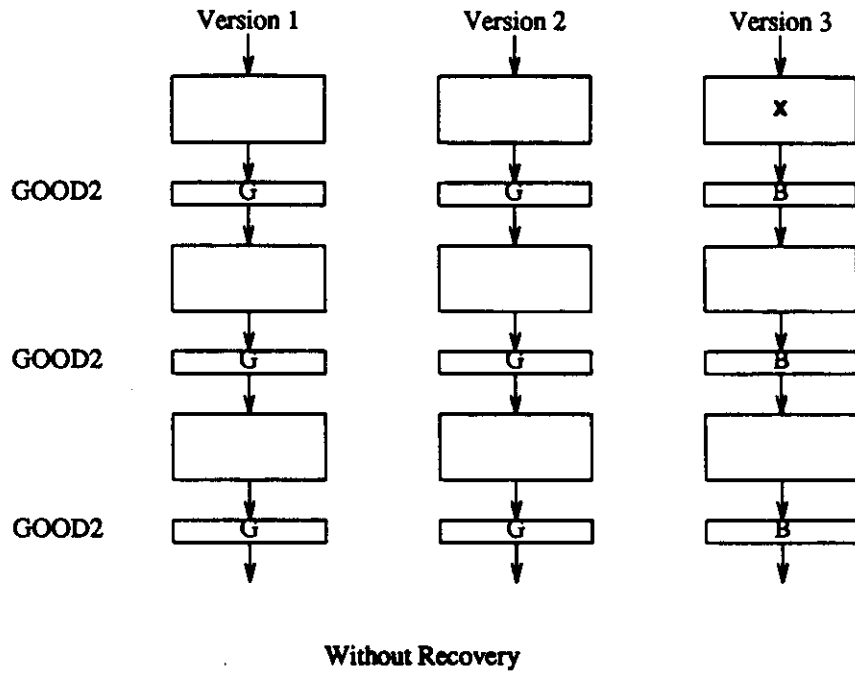 Version 1 Version 2 Version 3
x
GOOD2 G G B
GOOD2 G G B
GOOD2 G G B
Without Recovery